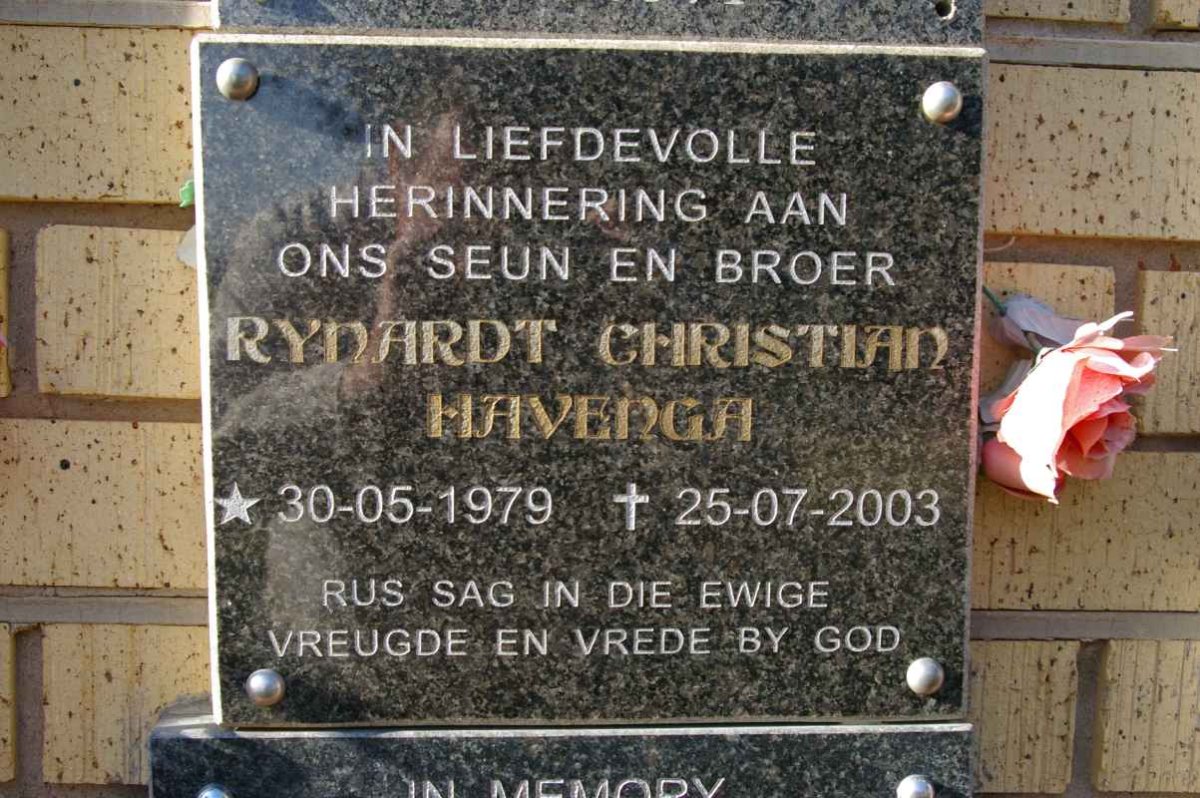 IN LIEFDEVOLLE
HERINNERING AAN
ONS SEUN EN BROER
RYNARDT CHRISTIAN
HAVENGA
30-05-1979 25-07-2003
RUS SAG IN DIE EWIGE
VREUGDE EN VREDE BY GOD
IN MEMORY